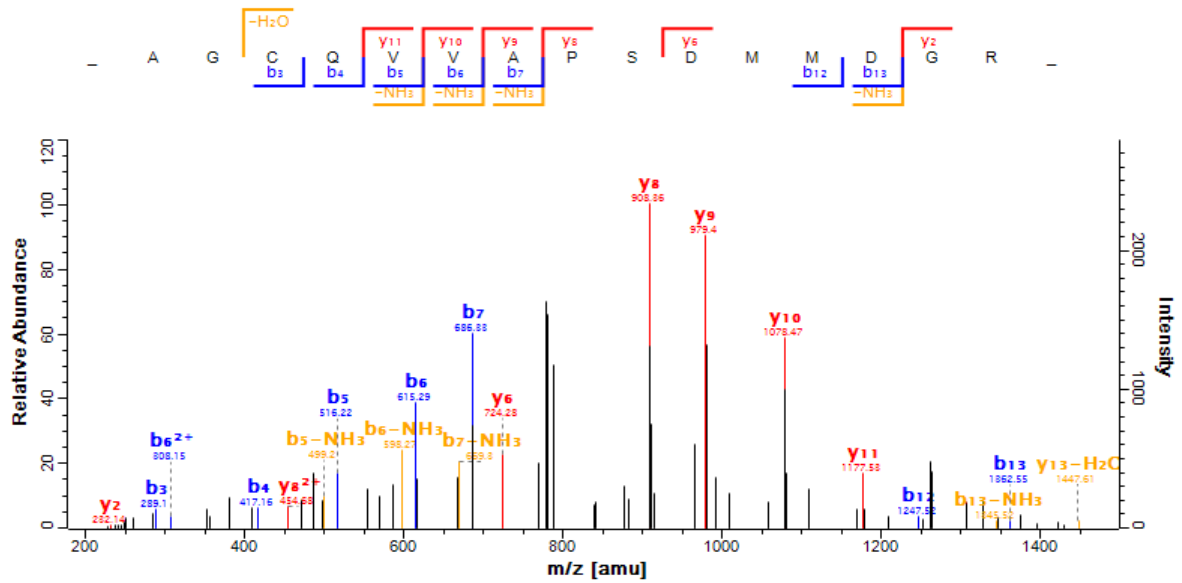 -H₂O
y₁₁ y₁₀ y₉ y₈ y₆ y₂
_ A G C Q V V A P S D M M D G R _
b₃ b₄ b₅ b₆ b₇ b₁₂ b₁₃
-NH₃ -NH₃ -NH₃ -NH₃
120
100
80
60
40
20
0
Relative Abundance
2000
1000
0
Intensity
y₈
908.86
y₉
979.4
b₇
686.88
y₁₀
1078.47
b₆
615.29
b₅
516.22
y₆
724.28
b₆-NH₃
598.27
b₅-NH₃
499.2
b₇-NH₃
669.8
b₆²⁺
308.15
b₃
289.1
b₄
417.16
y₈²⁺
y₂
232.14
y₁₁
1177.58
b₁₃
1362.55
y₁₃-H₂O
1447.61
b₁₂
1247.52
b₁₃-NH₃
1345.52
200 400 600 800 1000 1200 1400
m/z [amu]